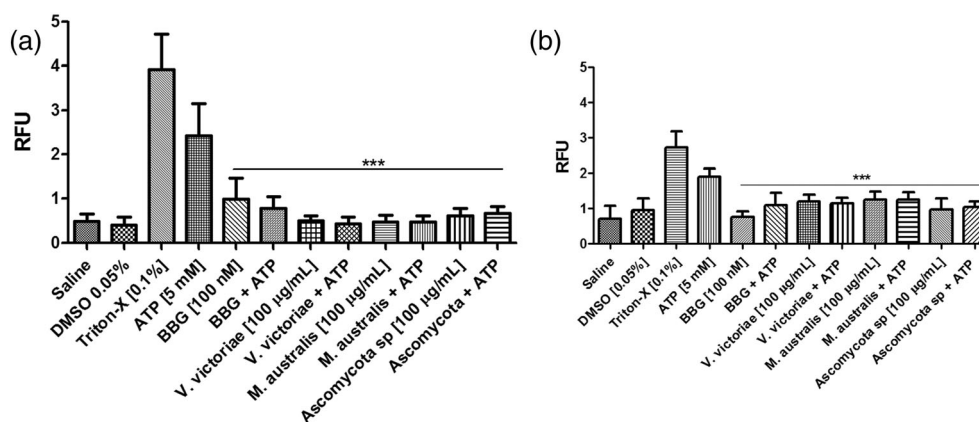 (a)
RFU
5
4
3
2
1
0
***
Saline
DMSO 0.05%
Triton-X [0.1%]
ATP [5 mM]
BBG [100 nM]
BBG + ATP
V. victoriae [100 µg/mL]
V. victoriae + ATP
M. australis [100 µg/mL]
M. australis + ATP
Ascomycota sp [100 µg/mL]
Ascomycota + ATP
(b)
RFU
5
4
3
2
1
0
***
Saline
DMSO [0.05%]
Triton-X [0.1%]
ATP [5 mM]
BBG [100 nM]
BBG + ATP
V. victoriae [100 µg/mL]
V. victoriae + ATP
M. australis [100 µg/mL]
M. australis + ATP
Ascomycota sp [100 µg/mL]
Ascomycota sp + ATP